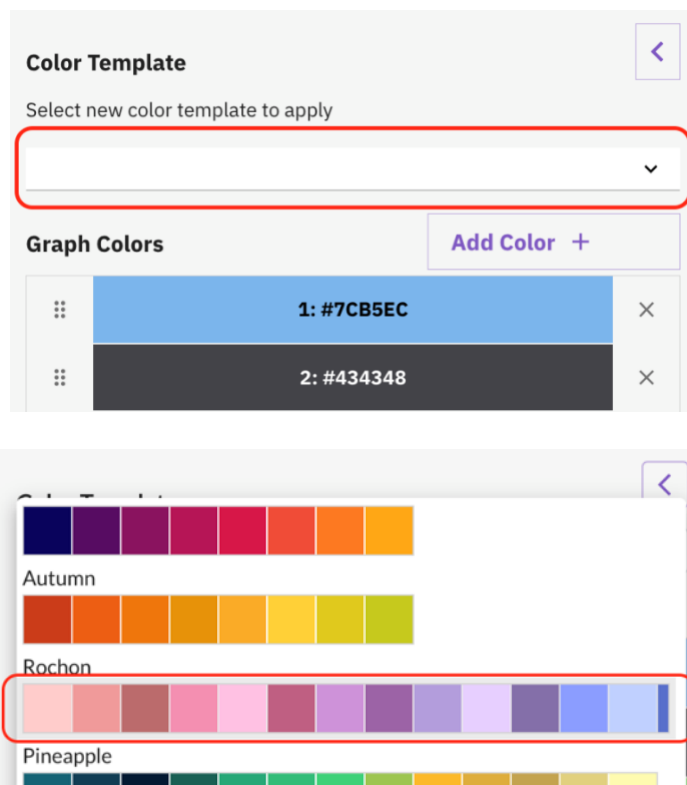 Color Template
Select new color template to apply
Graph Colors
Add Color +
1: #7CB5EC
2: #434348
Autumn
Rochon
Pineapple